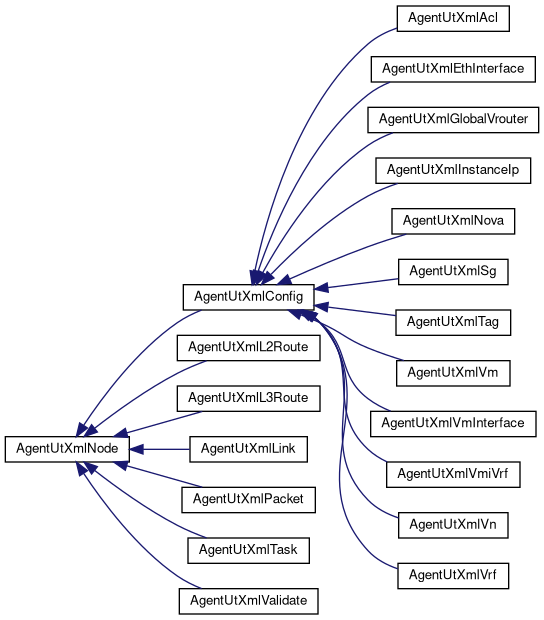 AgentUtXmlAcl
AgentUtXmlEthInterface
AgentUtXmlGlobalVrouter
AgentUtXmlInstanceIp
AgentUtXmlNova
AgentUtXmlSg
AgentUtXmlConfig
AgentUtXmlTag
AgentUtXmlL2Route
AgentUtXmlVm
AgentUtXmlL3Route
AgentUtXmlVmInterface
AgentUtXmlNode
AgentUtXmlLink
AgentUtXmlVmiVrf
AgentUtXmlPacket
AgentUtXmlVn
AgentUtXmlTask
AgentUtXmlVrf
AgentUtXmlValidate